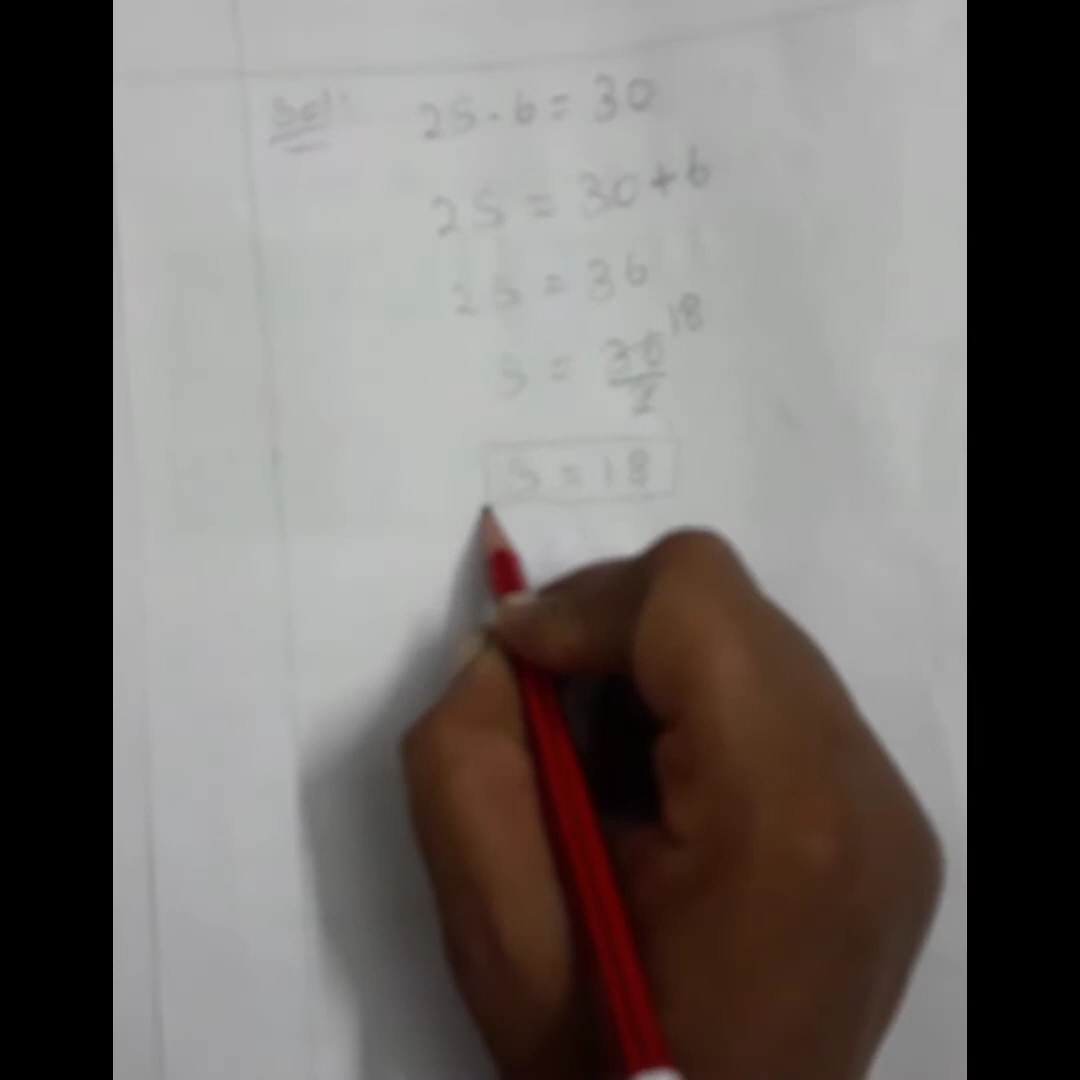 Sol:
2S - 6 = 30
2S = 30 + 6
2S = 36
S = 36/2 18
S = 18